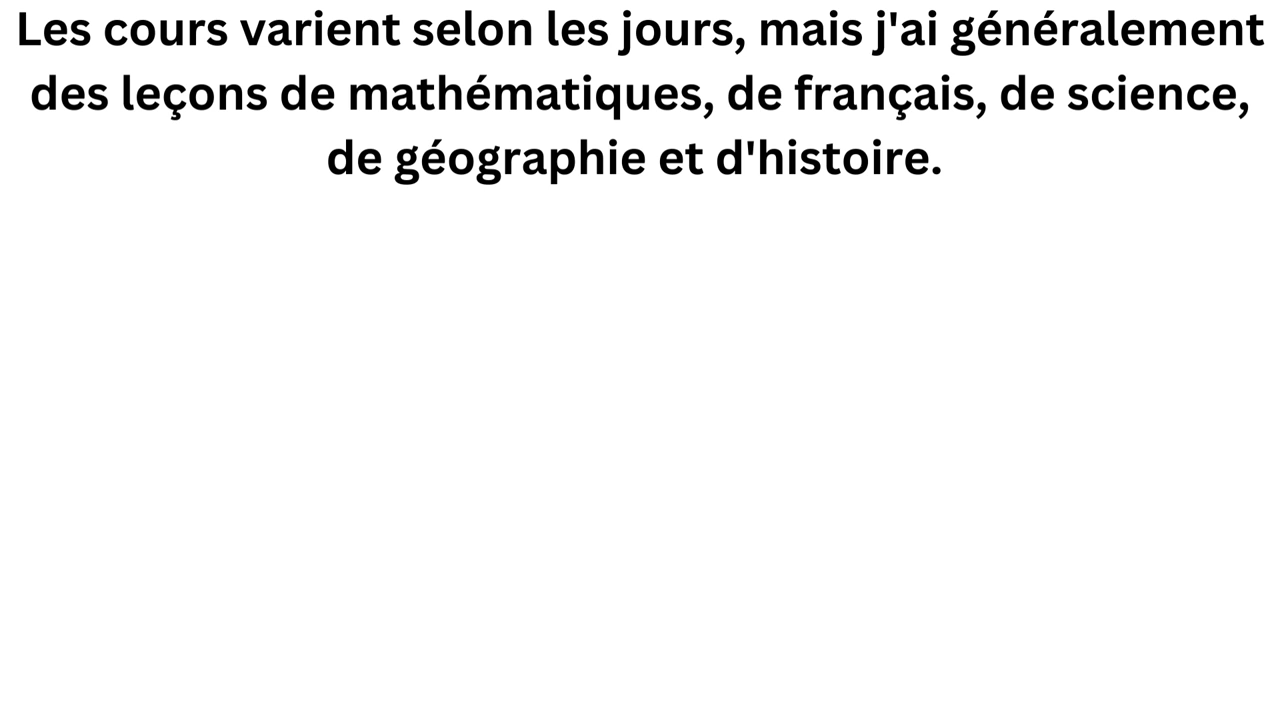 Les cours varient selon les jours, mais j'ai généralement
des leçons de mathématiques, de français, de science,
de géographie et d'histoire.